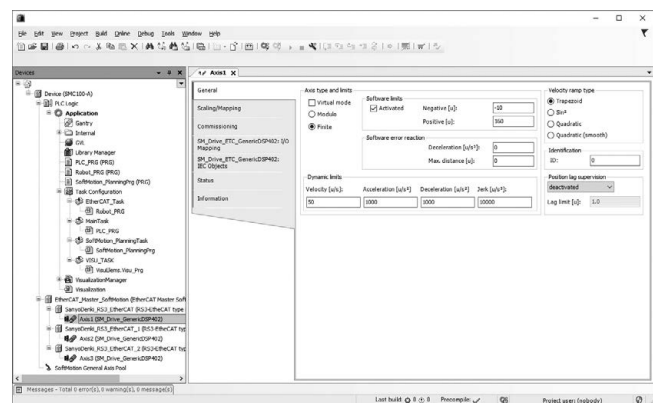 File Edit View Project Build Online Debug Tools Window Help
Devices
Axis1
Device (SMC100-A)
PLC Logic
Application
Gantry
Internal
GVL
Library Manager
PLC_PRG (PRG)
Robot_PRG (PRG)
SoftMotion_PlanningPrg (PRG)
Task Configuration
EtherCAT_Task
Robot_PRG
MainTask
PLC_PRG
SoftMotion_PlanningTask
SoftMotion_PlanningPrg
VISU_TASK
VisuElems.Visu_Prg
VisualizationManager
Visualization
EtherCAT_Master_SoftMotion (EtherCAT Master Soft
SanyoDenki_RS3_EtherCAT (RS3-EtheCAT type
Axis1 (SM_Drive_GenericDSP402)
SanyoDenki_RS3_EtherCAT_1 (RS3-EtheCAT typ
Axis2 (SM_Drive_GenericDSP402)
SanyoDenki_RS3_EtherCAT_2 (RS3-EtheCAT typ
Axis3 (SM_Drive_GenericDSP402)
SoftMotion General Axis Pool
General
Scaling/Mapping
Commissioning
SM_Drive_ETC_GenericDSP402: I/O
Mapping
SM_Drive_ETC_GenericDSP402:
IEC Objects
Status
Information
Axis type and limits
Virtual mode
Modulo
Finite
Software limits
Activated
Negative [u]: -10
Positive [u]: 350
Software error reaction
Deceleration [u/s²]: 0
Max. distance [u]: 0
Dynamic limits
Velocity [u/s]: Acceleration [u/s²] Deceleration [u/s²] Jerk [u/s³]:
50 1000 1000 10000
Velocity ramp type
Trapezoid
Sin²
Quadratic
Quadratic (smooth)
Identification
ID: 0
Position lag supervision
deactivated
Lag limit [u]: 1.0
Messages - Total 0 error(s), 0 warning(s), 0 message(s)
Last build: 0 0 Precompile Project user: (nobody)